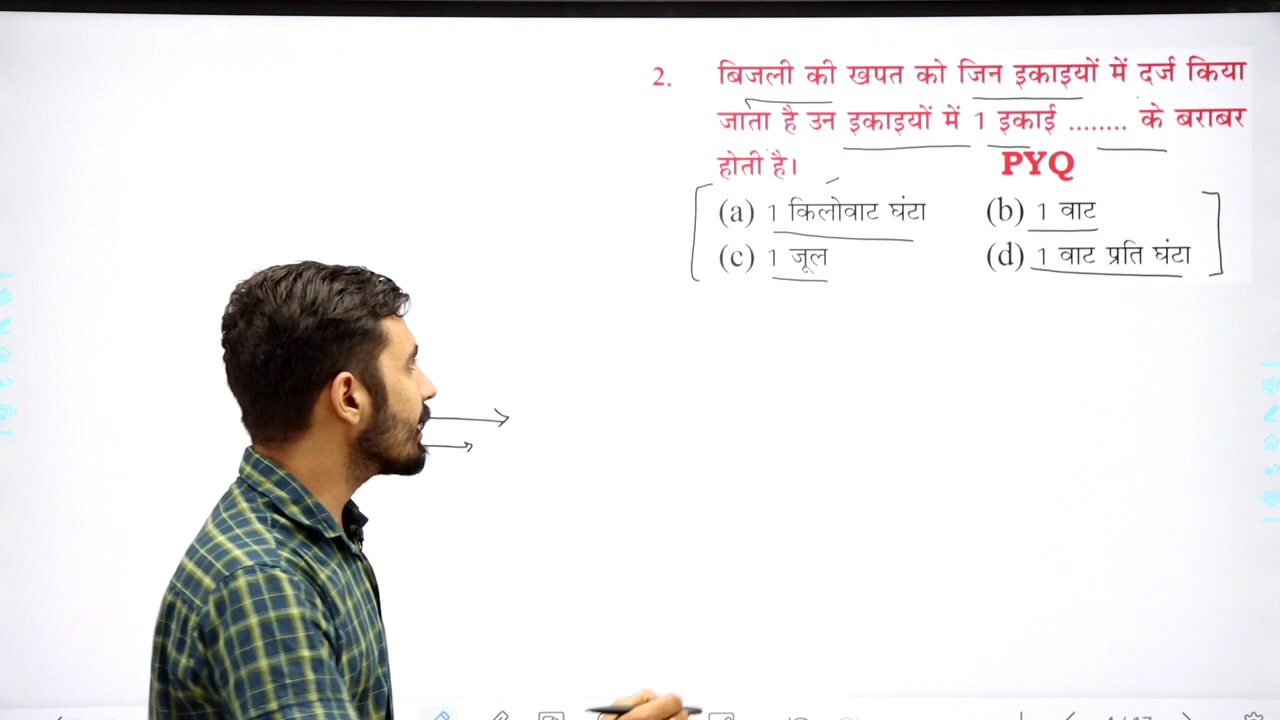 2. बिजली की खपत को जिन इकाइयों में दर्ज किया
जाता है उन इकाइयों में 1 इकाई ........ के बराबर
होती है।
PYQ
(a) 1 किलोवाट घंटा (b) 1 वाट
(c) 1 जूल (d) 1 वाट प्रति घंटा